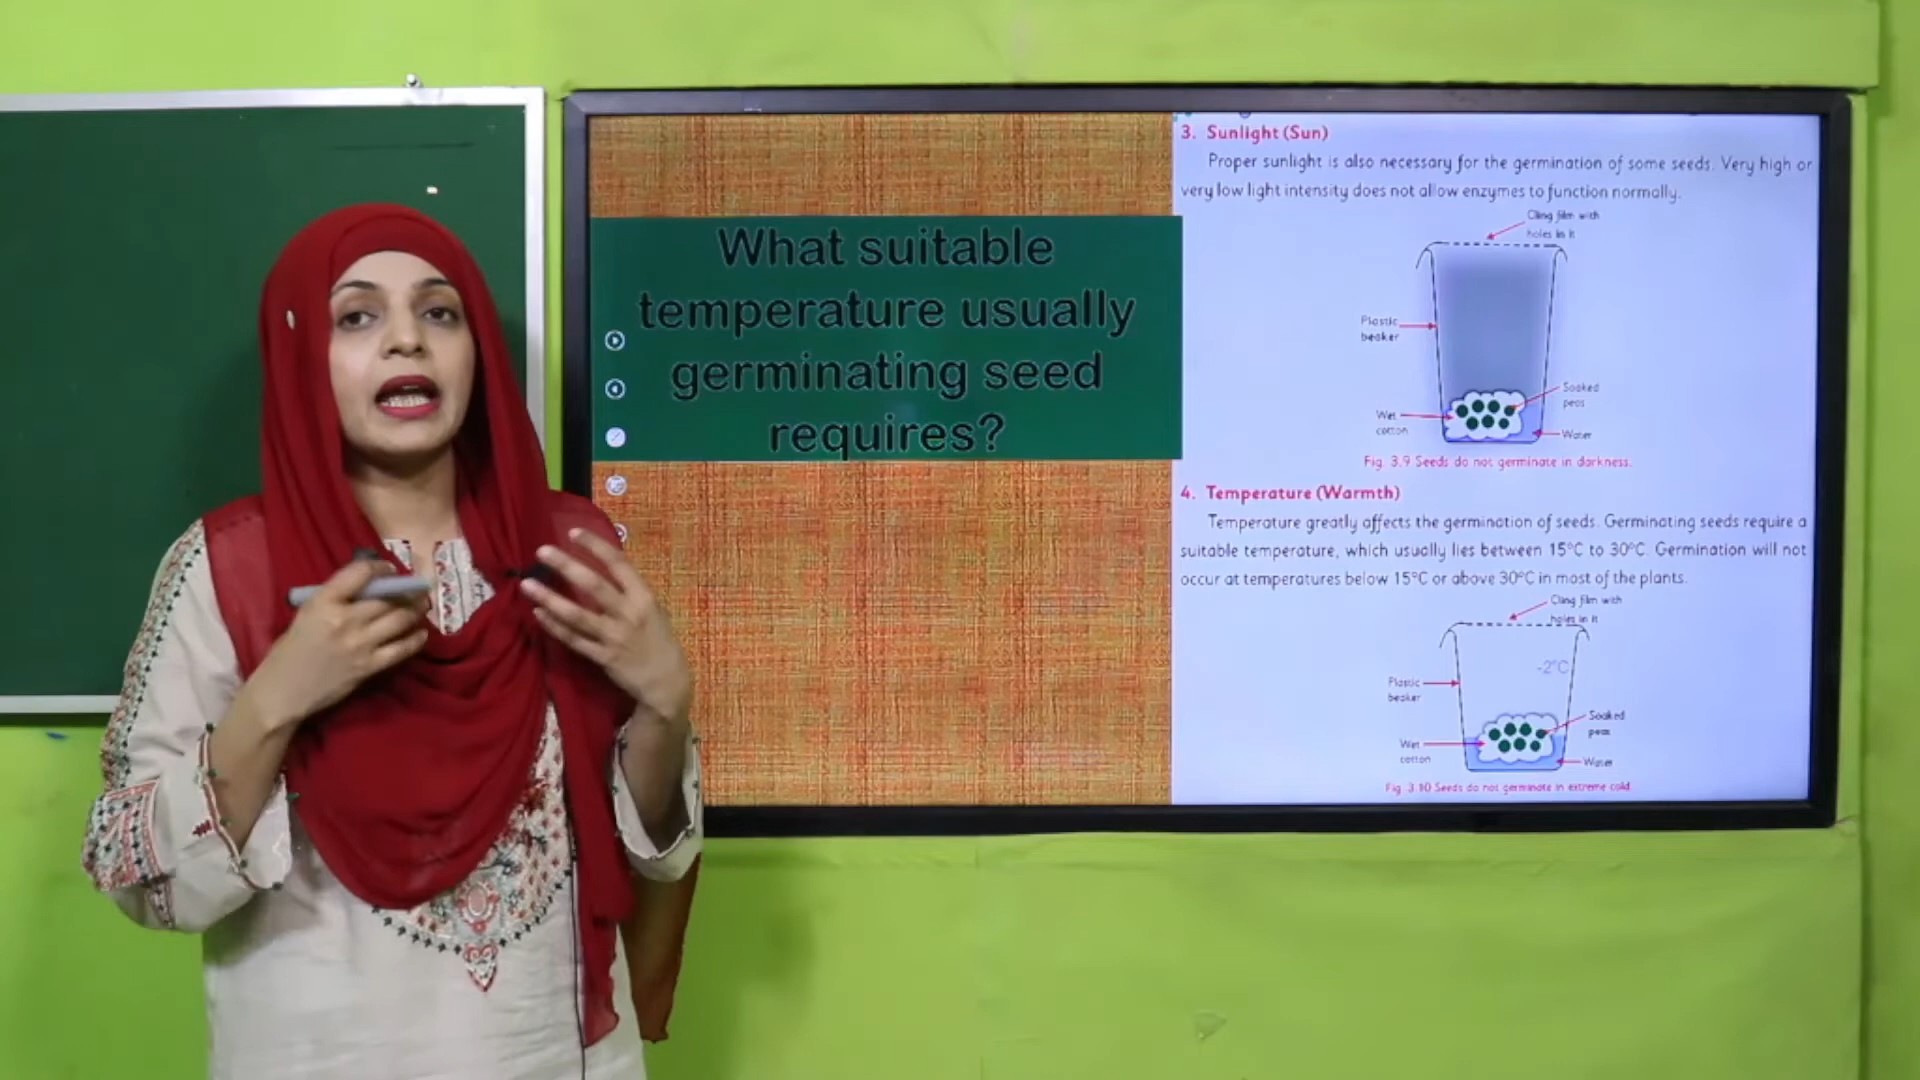 What suitable
temperature usually
germinating seed
requires?
3. Sunlight (Sun)
Proper sunlight is also necessary for the germination of some seeds. Very high or
very low light intensity does not allow enzymes to function normally.
Cling film with
holes in it
Plastic
beaker
Soaked
peas
Wet
cotton
Water
Fig. 3.9 Seeds do not germinate in darkness.
4. Temperature (Warmth)
Temperature greatly affects the germination of seeds. Germinating seeds require a
suitable temperature, which usually lies between 15°C to 30°C. Germination will not
occur at temperatures below 15°C or above 30°C in most of the plants.
Cling film with
holes in it
-2°C
Plastic
beaker
Soaked
peas
Wet
cotton
Water
Fig. 3.10 Seeds do not germinate in extreme cold